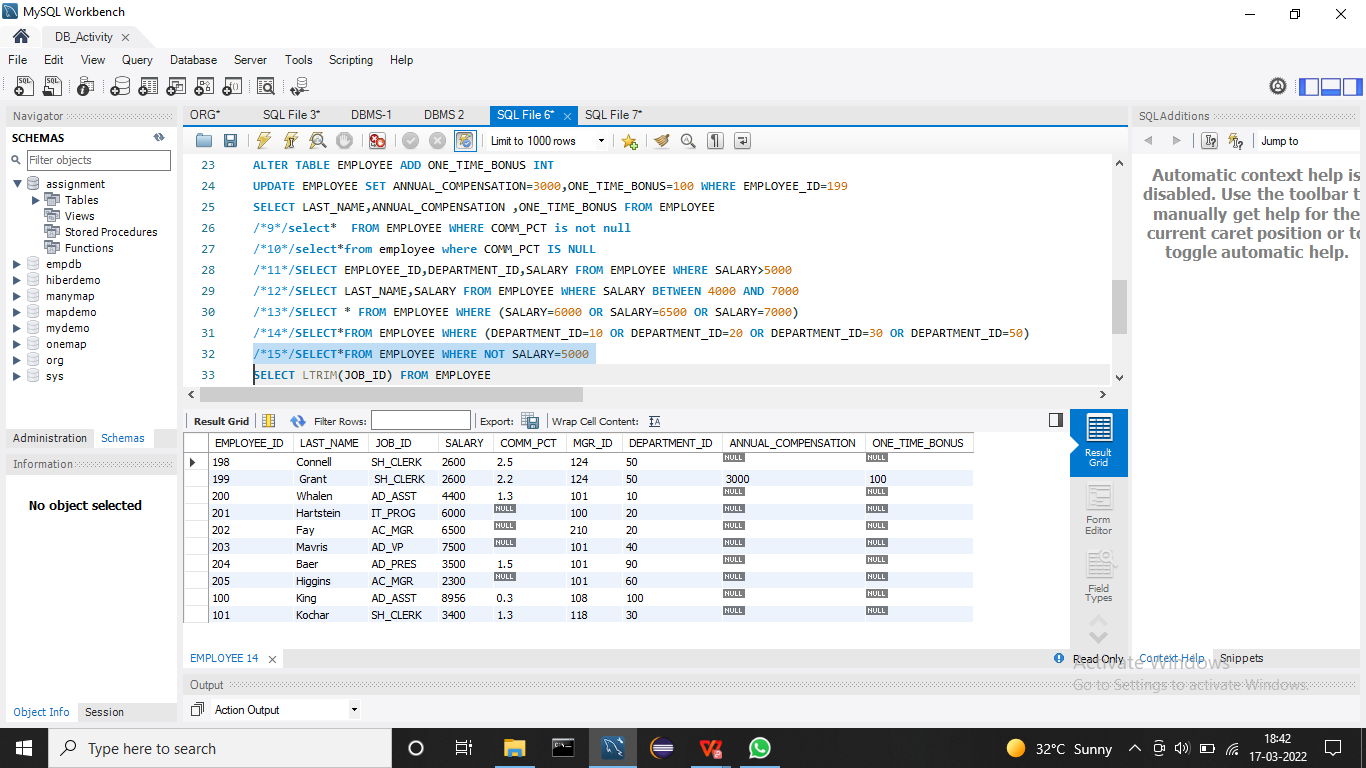 MySQL Workbench
DB_Activity
File Edit View Query Database Server Tools Scripting Help
Navigator
SCHEMAS
Filter objects
assignment
Tables
Views
Stored Procedures
Functions
empdb
hiberdemo
manymap
mapdemo
mydemo
onemap
org
sys
Administration Schemas
Information
No object selected
Object Info Session
ORG* SQL File 3* DBMS-1 DBMS 2 SQL File 6* SQL File 7*
Limit to 1000 rows
23 ALTER TABLE EMPLOYEE ADD ONE_TIME_BONUS INT
24 UPDATE EMPLOYEE SET ANNUAL_COMPENSATION=3000,ONE_TIME_BONUS=100 WHERE EMPLOYEE_ID=199
25 SELECT LAST_NAME,ANNUAL_COMPENSATION ,ONE_TIME_BONUS FROM EMPLOYEE
26 /*9*/select* FROM EMPLOYEE WHERE COMM_PCT is not null
27 /*10*/select*from employee where COMM_PCT IS NULL
28 /*11*/SELECT EMPLOYEE_ID,DEPARTMENT_ID,SALARY FROM EMPLOYEE WHERE SALARY>5000
29 /*12*/SELECT LAST_NAME,SALARY FROM EMPLOYEE WHERE SALARY BETWEEN 4000 AND 7000
30 /*13*/SELECT * FROM EMPLOYEE WHERE (SALARY=6000 OR SALARY=6500 OR SALARY=7000)
31 /*14*/SELECT*FROM EMPLOYEE WHERE (DEPARTMENT_ID=10 OR DEPARTMENT_ID=20 OR DEPARTMENT_ID=30 OR DEPARTMENT_ID=50)
32 /*15*/SELECT*FROM EMPLOYEE WHERE NOT SALARY=5000
33 SELECT LTRIM(JOB_ID) FROM EMPLOYEE
Result Grid Filter Rows: Export: Wrap Cell Content:
EMPLOYEE_ID LAST_NAME JOB_ID SALARY COMM_PCT MGR_ID DEPARTMENT_ID ANNUAL_COMPENSATION ONE_TIME_BONUS
198 Connell SH_CLERK 2600 2.5 124 50 NULL NULL
199 Grant SH_CLERK 2600 2.2 124 50 3000 100
200 Whalen AD_ASST 4400 1.3 101 10 NULL NULL
201 Hartstein IT_PROG 6000 NULL 100 20 NULL NULL
202 Fay AC_MGR 6500 NULL 210 20 NULL NULL
203 Mavris AD_VP 7500 NULL 101 40 NULL NULL
204 Baer AD_PRES 3500 1.5 101 90 NULL NULL
205 Higgins AC_MGR 2300 NULL 101 60 NULL NULL
100 King AD_ASST 8956 0.3 108 100 NULL NULL
101 Kochar SH_CLERK 3400 1.3 118 30 NULL NULL
Result
Grid
Form
Editor
Field
Types
EMPLOYEE 14
Read Only
Output
Action Output
SQLAdditions
Jump to
Automatic context help is
disabled. Use the toolbar t
manually get help for the
current caret position or to
toggle automatic help.
Context Help Snippets
Activate Windows
Go to Settings to activate Windows.
Type here to search
32°C Sunny
18:42
17-03-2022